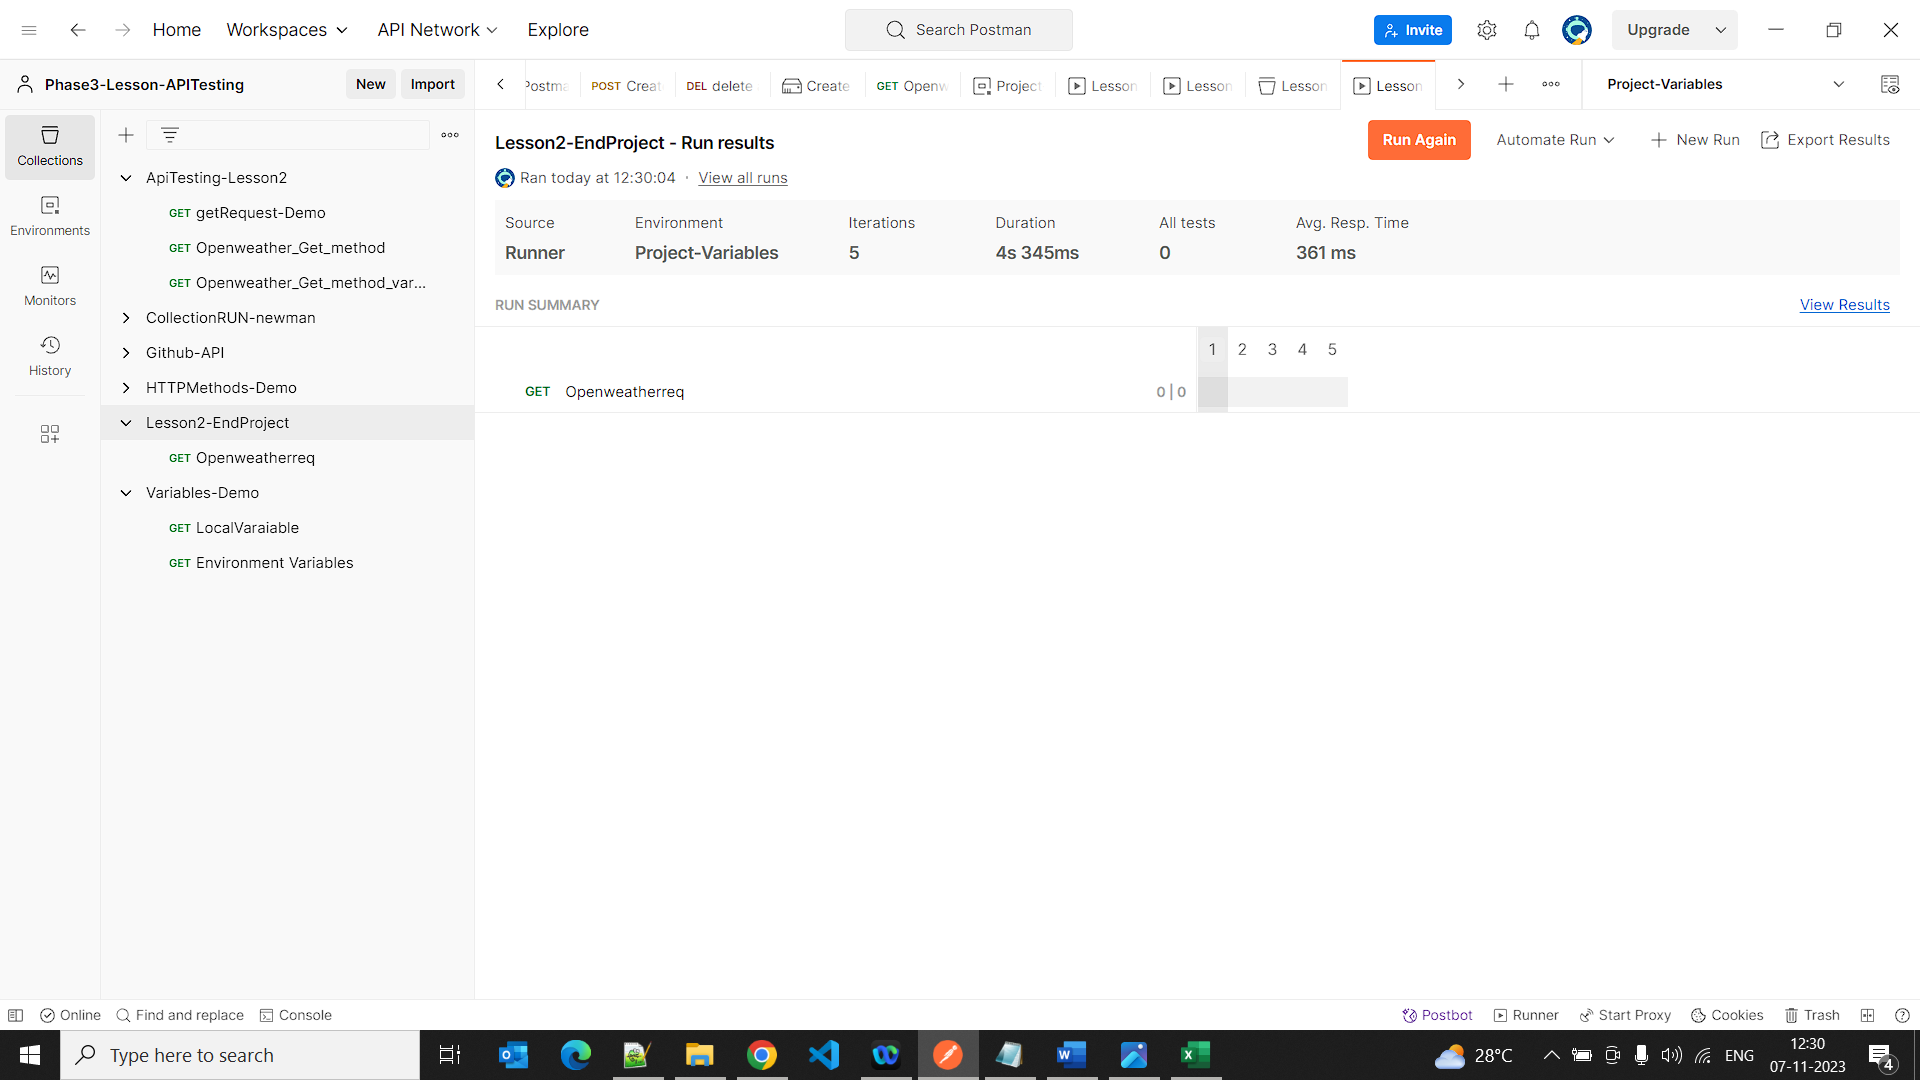 Home Workspaces API Network Explore Search Postman Invite Upgrade
Phase3-Lesson-APITesting New Import Postma POST Creat DEL delete Create GET Openw Project Lesson Lesson Lesson Lesson Project-Variables
Collections
Environments
Monitors
History
ApiTesting-Lesson2
GET getRequest-Demo
GET Openweather_Get_method
GET Openweather_Get_method_var...
CollectionRUN-newman
Github-API
HTTPMethods-Demo
Lesson2-EndProject
GET Openweatherreq
Variables-Demo
GET LocalVaraiable
GET Environment Variables
Lesson2-EndProject - Run results
Run Again Automate Run New Run Export Results
Ran today at 12:30:04 · View all runs
Source Environment Iterations Duration All tests Avg. Resp. Time
Runner Project-Variables 5 4s 345ms 0 361 ms
RUN SUMMARY View Results
1 2 3 4 5
GET Openweatherreq 0 | 0
Online Find and replace Console Postbot Runner Start Proxy Cookies Trash
Type here to search 28°C ENG 12:30
07-11-2023 4